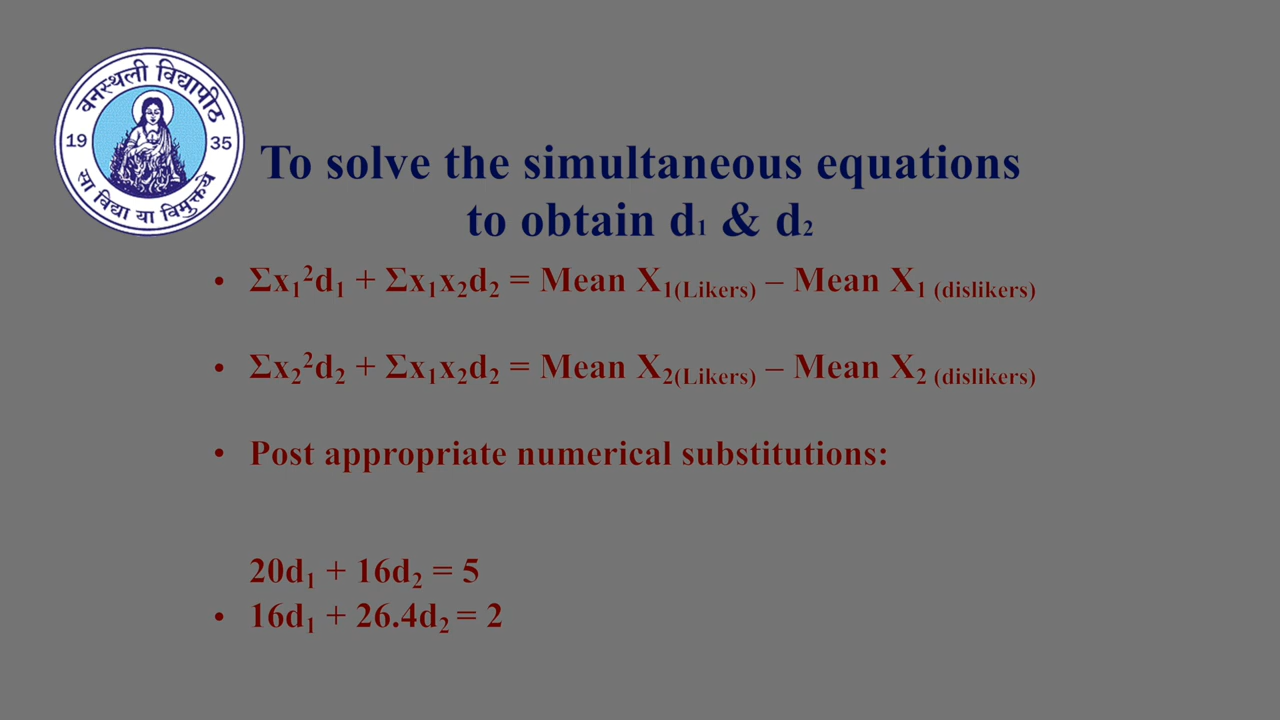 वनस्थली विद्यापीठ
19 35
सा विद्या या विमुक्तये
To solve the simultaneous equations
to obtain d₁ & d₂
• Σx₁²d₁ + Σx₁x₂d₂ = Mean X₁(Likers) – Mean X₁ (dislikers)
• Σx₂²d₂ + Σx₁x₂d₂ = Mean X₂(Likers) – Mean X₂ (dislikers)
• Post appropriate numerical substitutions:
20d₁ + 16d₂ = 5
• 16d₁ + 26.4d₂ = 2